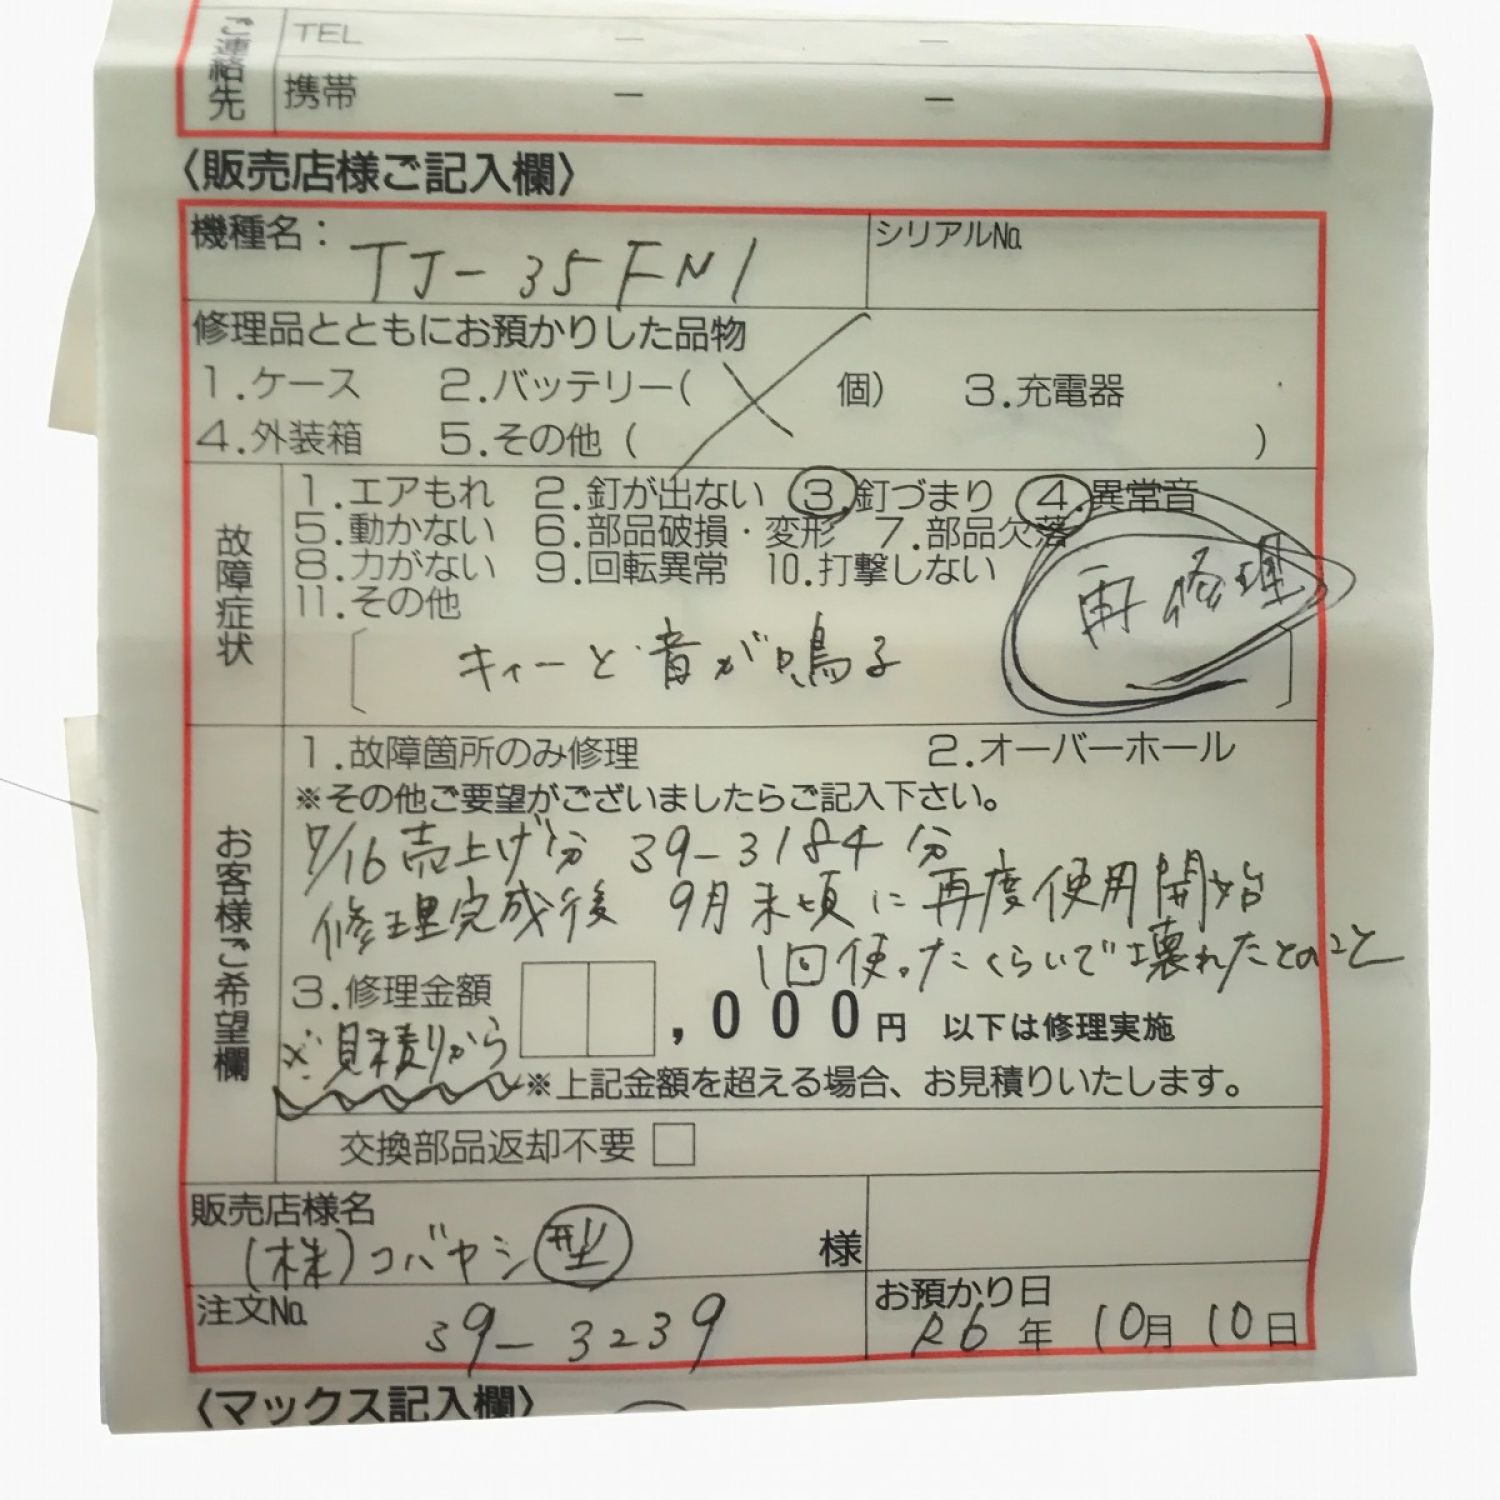 ご連絡先
TEL － －
携帯 － －
〈販売店様ご記入欄〉
機種名： TJ-35FN1
シリアルNo.
修理品とともにお預かりした品物
1.ケース 2.バッテリー( 個) 3.充電器
4.外装箱 5.その他( )
故障症状
1.エアもれ 2.釘が出ない ③.釘づまり ④.異常音
5.動かない 6.部品破損・変形 7.部品欠落
8.力がない 9.回転異常 10.打撃しない
11.その他
再修理
キィーと音が鳴る
お客様ご希望欄
1.故障箇所のみ修理 2.オーバーホール
※その他ご要望がございましたらご記入下さい。
7/16売上げ分 39-3184分
修理完成後 9月末頃に再度使用開始
1回使ったくらいで壊れたとのこと
3.修理金額 ,000円 以下は修理実施
※見積りから
※上記金額を超える場合、お見積りいたします。
交換部品返却不要 □
販売店様名
(株)コバヤシ 型 様
注文No. 39-3239
お預かり日
R6年 10月 10日
〈マックス記入欄〉